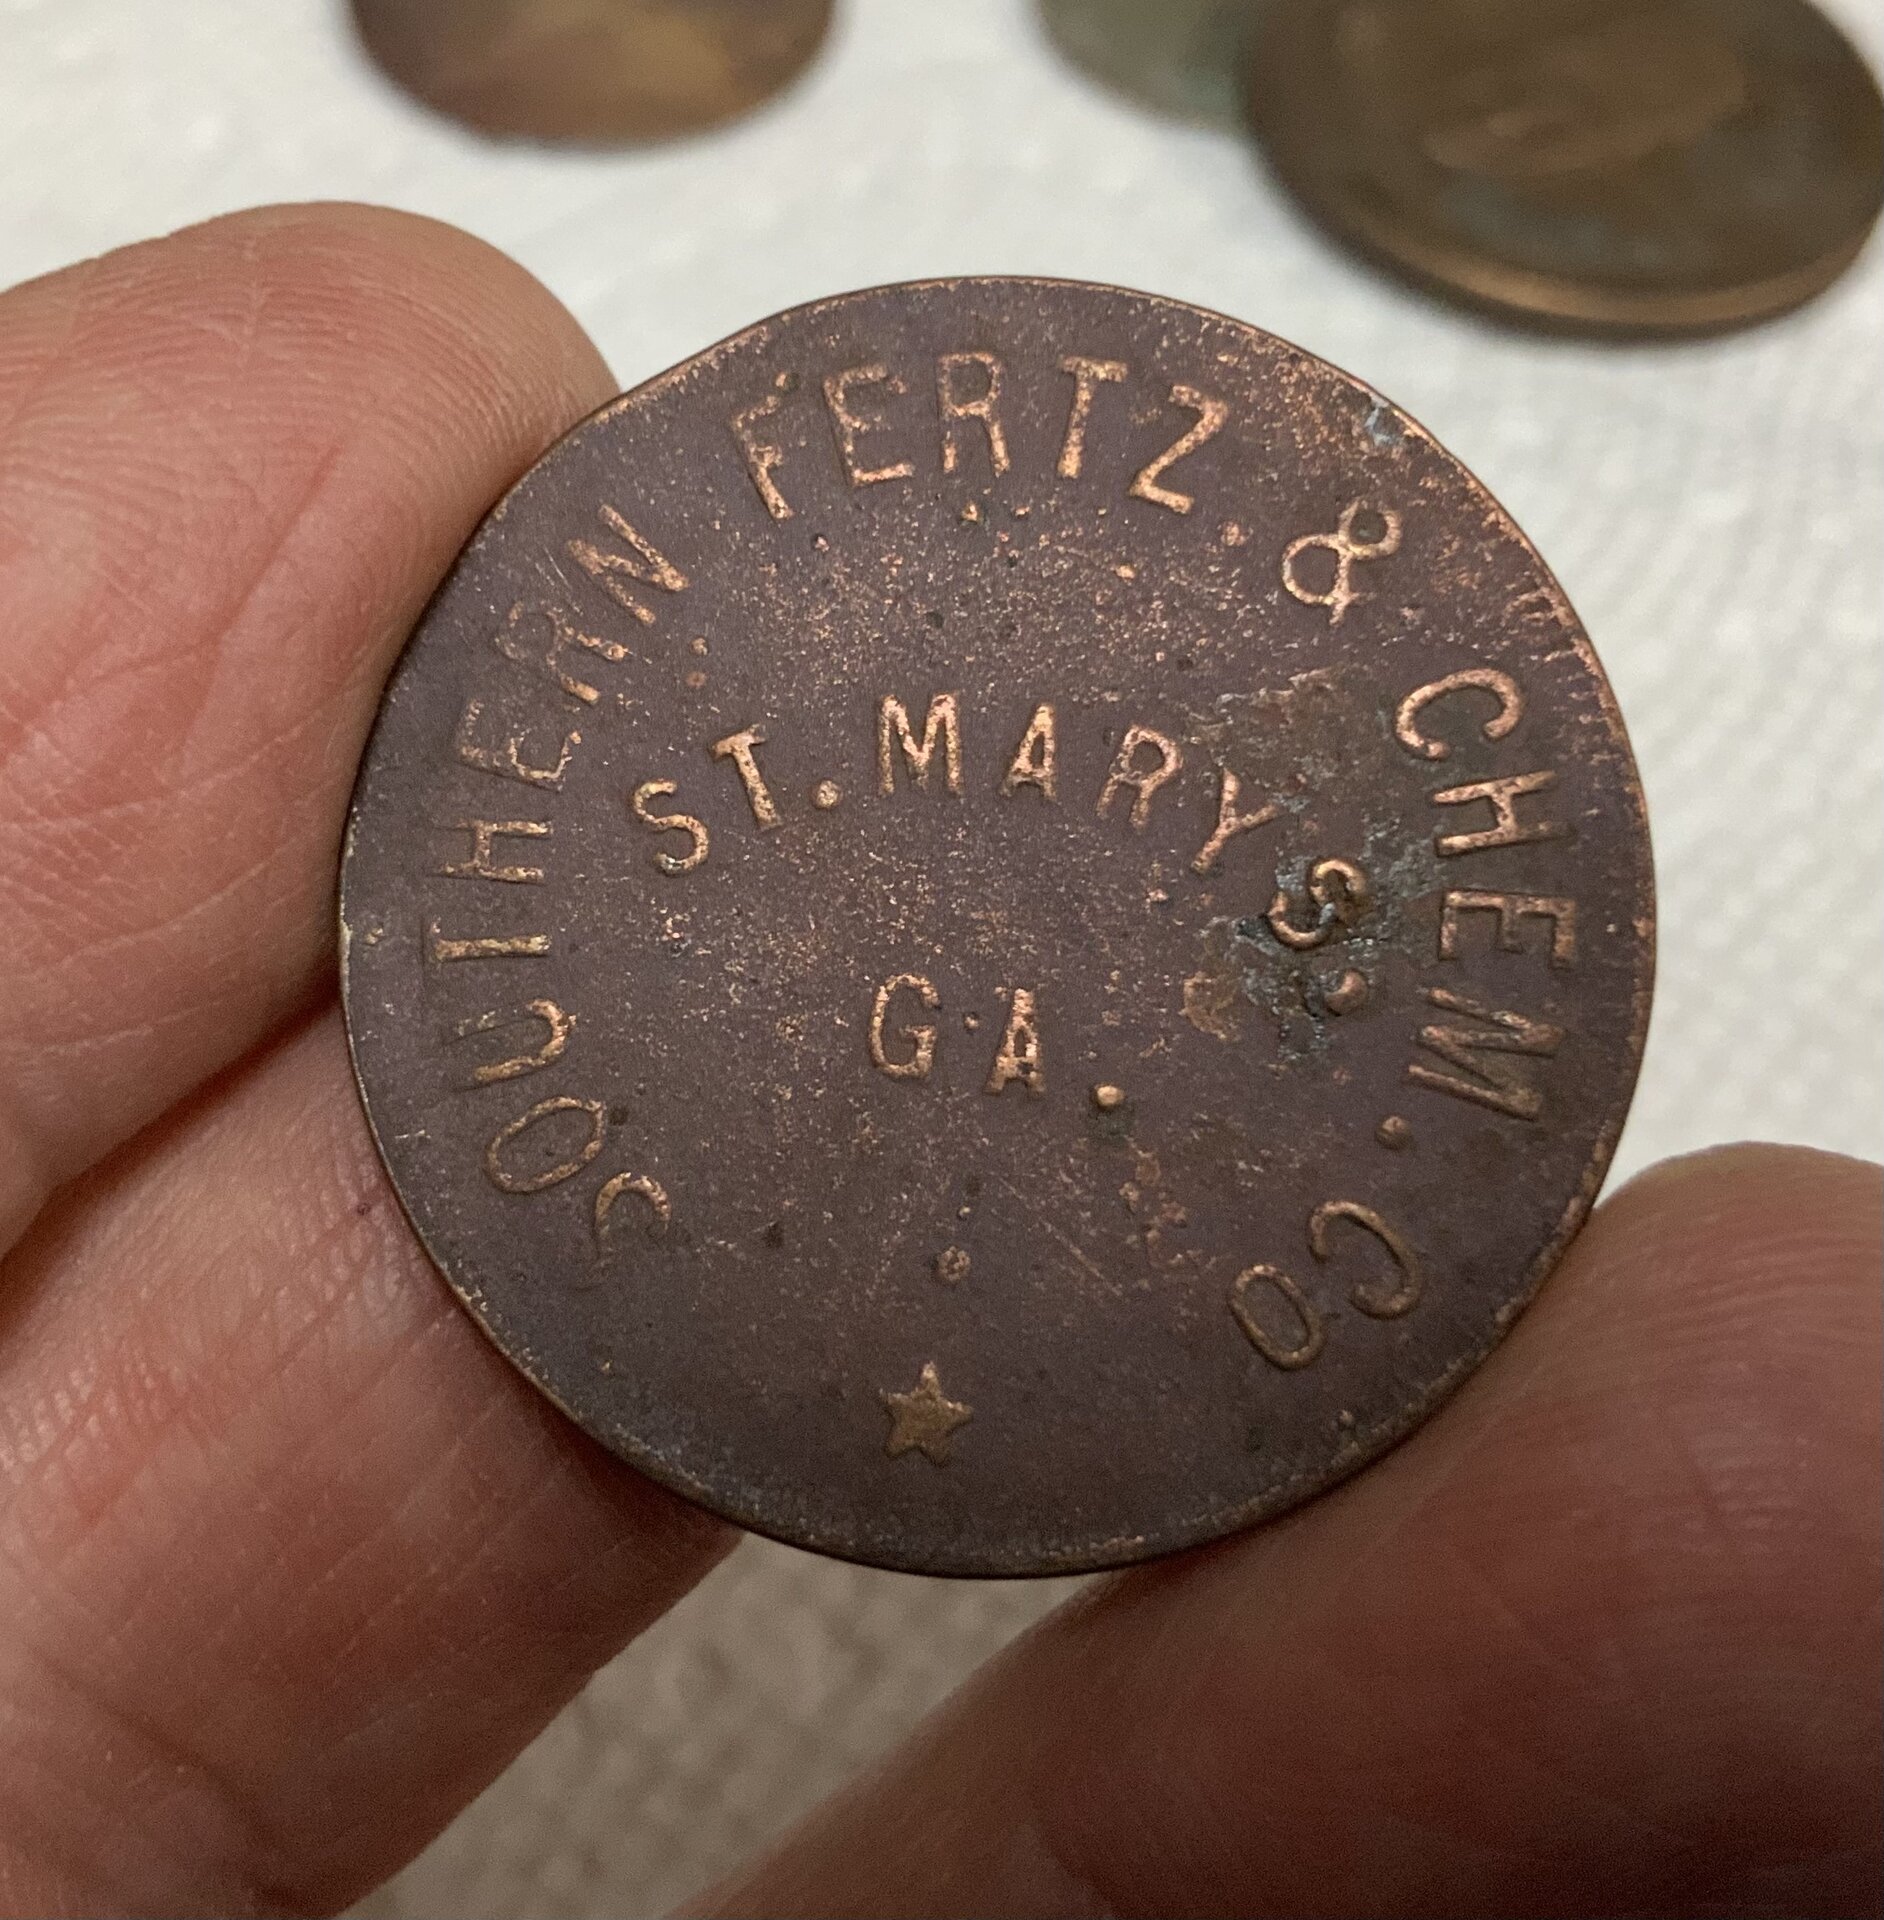 SOUTHERN FERTZ. & CHEM. CO
ST. MARYS.
GA.